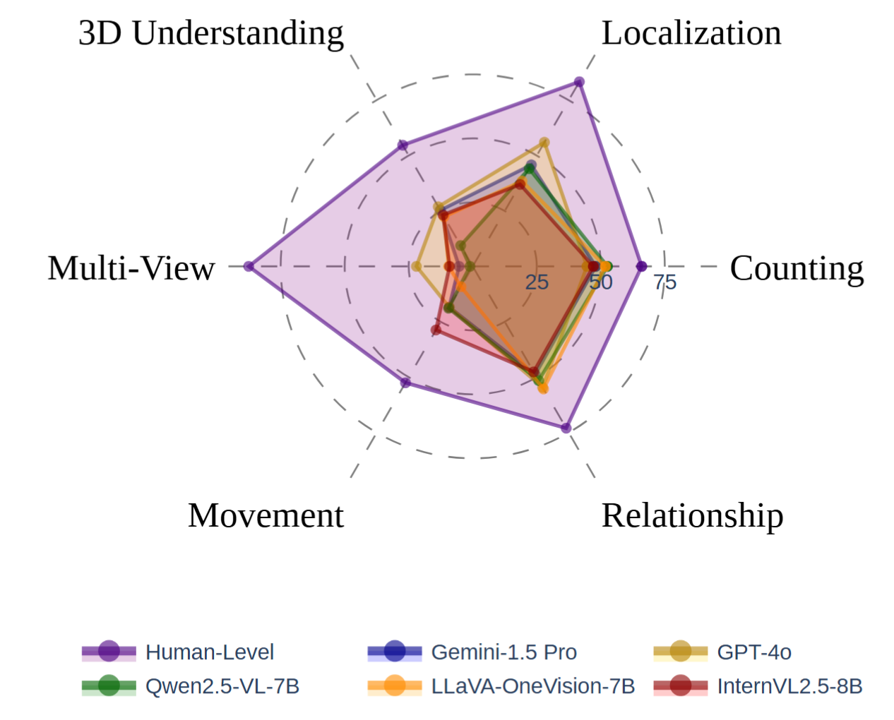 3D Understanding
Localization
Multi-View
Counting
25
50
75
Movement
Relationship
Human-Level
Gemini-1.5 Pro
GPT-4o
Qwen2.5-VL-7B
LLaVA-OneVision-7B
InternVL2.5-8B